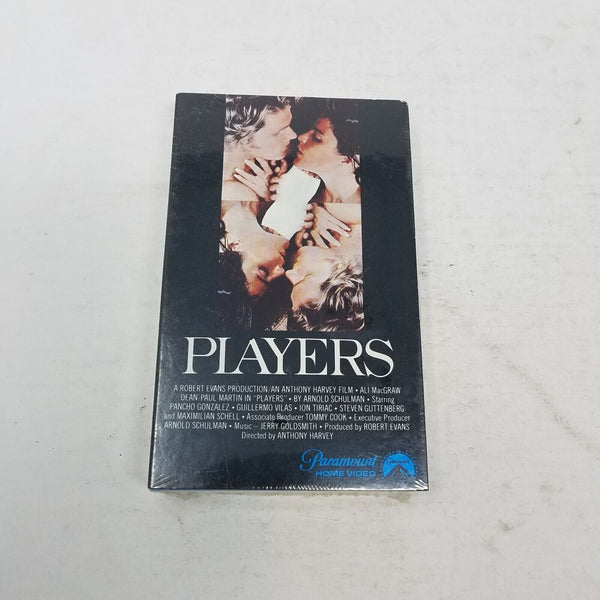 PLAYERS
A ROBERT EVANS PRODUCTION/AN ANTHONY HARVEY FILM • ALI MacGRAW
DEAN-PAUL MARTIN IN "PLAYERS" • BY ARNOLD SCHULMAN • Starring
PANCHO GONZALEZ • GUILLERMO VILAS • ION TIRIAC • STEVEN GUTTENBERG
and MAXIMILIAN SCHELL • Associate Producer TOMMY COOK • Executive Producer
ARNOLD SCHULMAN • Music—JERRY GOLDSMITH • Produced by ROBERT EVANS
Directed by ANTHONY HARVEY
Paramount
HOME VIDEO